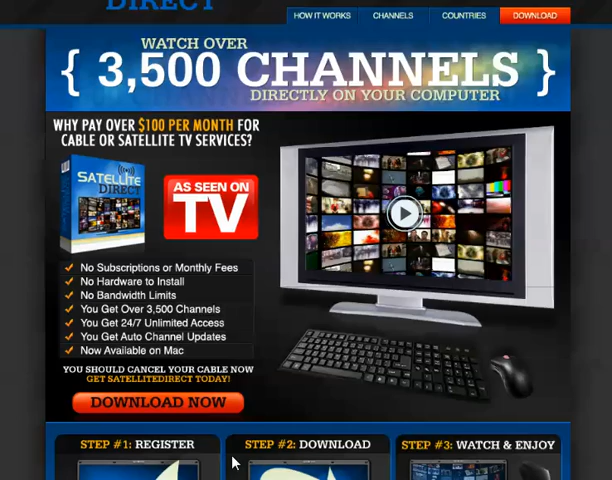 DIRECT
HOW IT WORKS
CHANNELS
COUNTRIES
DOWNLOAD
WATCH OVER
{ 3,500 CHANNELS }
DIRECTLY ON YOUR COMPUTER
WHY PAY OVER $100 PER MONTH FOR
CABLE OR SATELLITE TV SERVICES?
SATELLITE
DIRECT
AS SEEN ON
TV
No Subscriptions or Monthly Fees
No Hardware to Install
No Bandwidth Limits
You Get Over 3,500 Channels
You Get 24/7 Unlimited Access
You Get Auto Channel Updates
Now Available on Mac
YOU SHOULD CANCEL YOUR CABLE NOW
GET SATELLITEDIRECT TODAY!
DOWNLOAD NOW
STEP #1: REGISTER
STEP #2: DOWNLOAD
STEP #3: WATCH & ENJOY